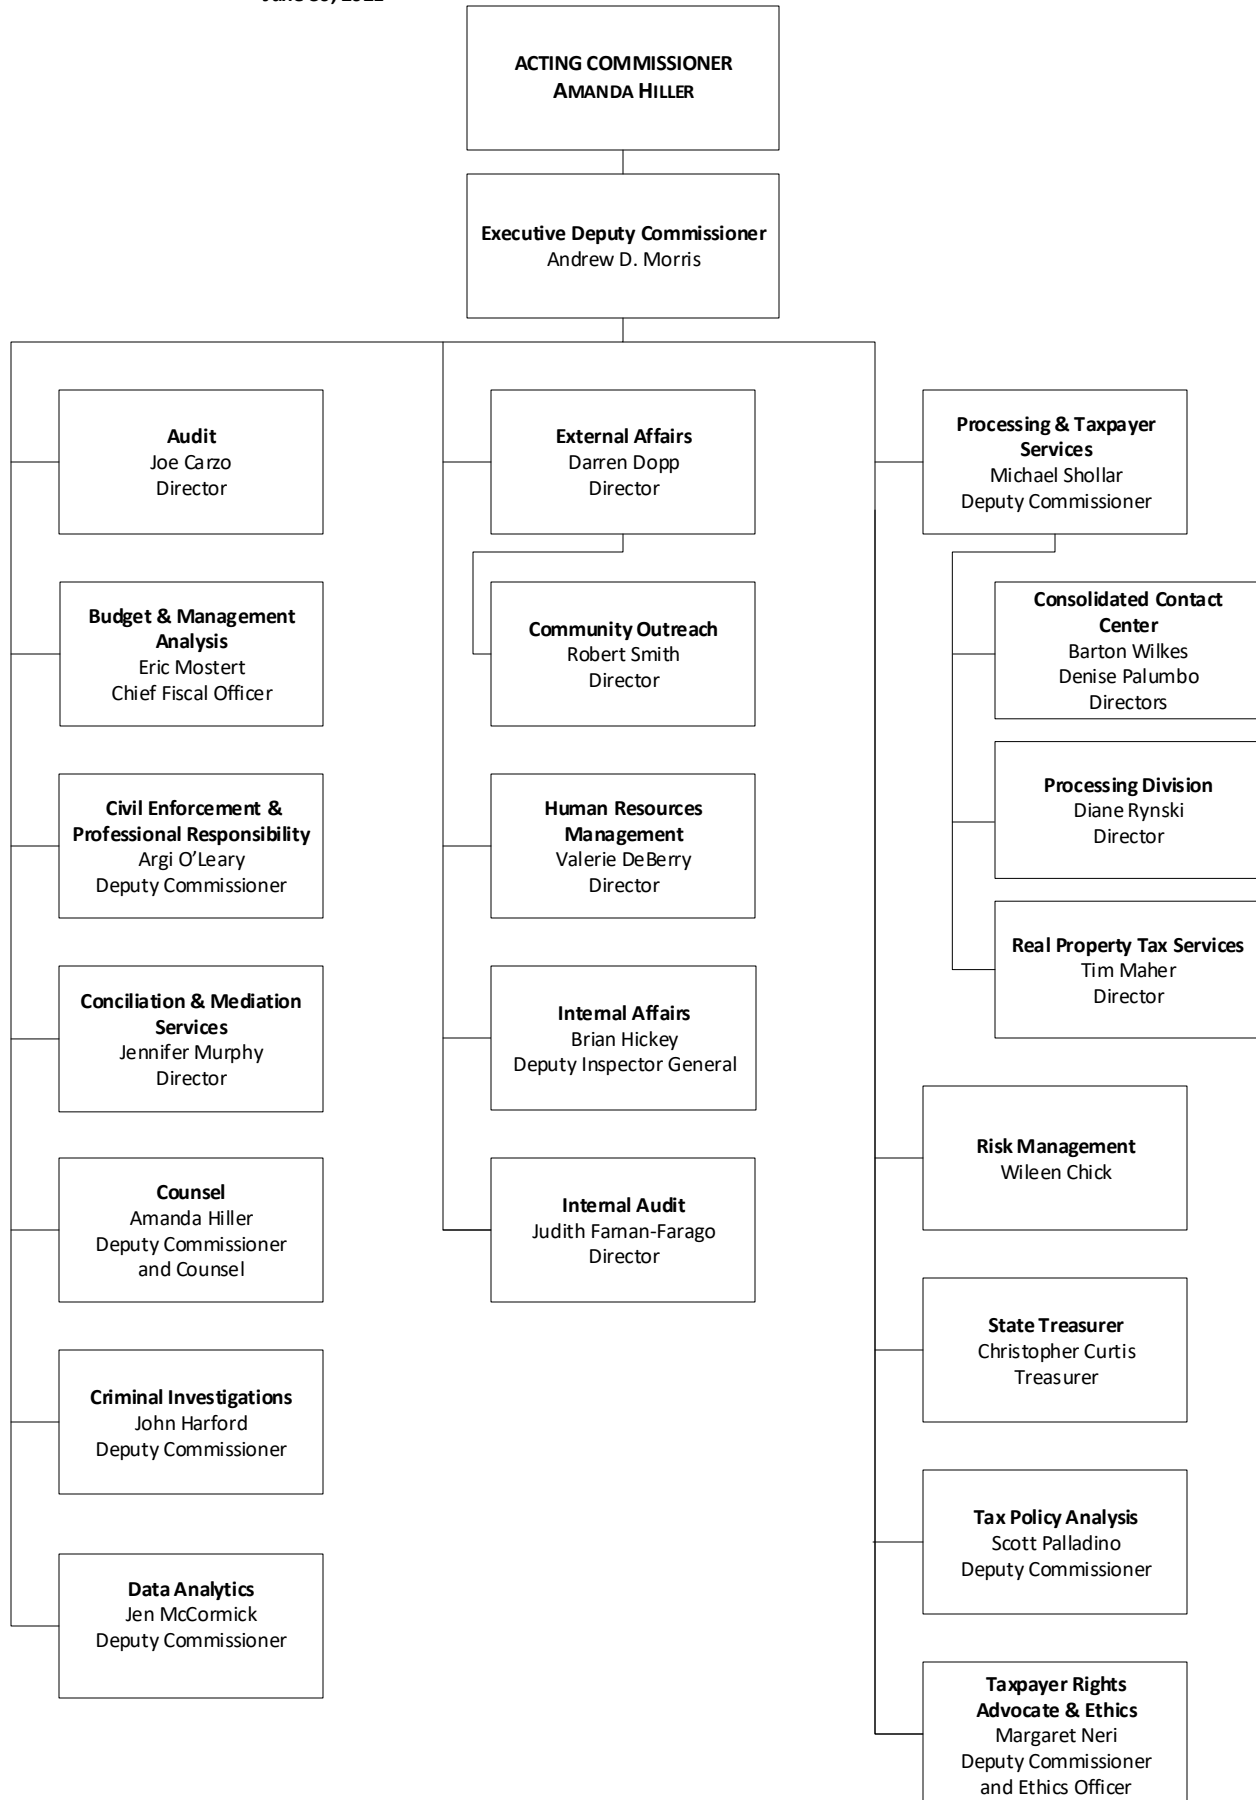 June
ACTING COMMISSIONER
AMANDA HILLER
Executive Deputy Commissioner
Andrew D. Morris
Audit
Joe Carzo
Director
Budget & Management
Analysis
Eric Mostert
Chief Fiscal Officer
Civil Enforcement &
Professional Responsibility
Argi O'Leary
Deputy Commissioner
Conciliation & Mediation
Services
Jennifer Murphy
Director
Counsel
Amanda Hiller
Deputy Commissioner
and Counsel
Criminal Investigations
John Harford
Deputy Commissioner
Data Analytics
Jen McCormick
Deputy Commissioner
External Affairs
Darren Dopp
Director
Community Outreach
Robert Smith
Director
Human Resources
Management
Valerie DeBerry
Director
Internal Affairs
Brian Hickey
Deputy Inspector General
Internal Audit
Judith Farnan-Farago
Director
Processing & Taxpayer
Services
Michael Shollar
Deputy Commissioner
Consolidated Contact
Center
Barton Wilkes
Denise Palumbo
Directors
Processing Division
Diane Rynski
Director
Real Property Tax Services
Tim Maher
Director
Risk Management
Wileen Chick
State Treasurer
Christopher Curtis
Treasurer
Tax Policy Analysis
Scott Palladino
Deputy Commissioner
Taxpayer Rights
Advocate & Ethics
Margaret Neri
Deputy Commissioner
and Ethics Officer